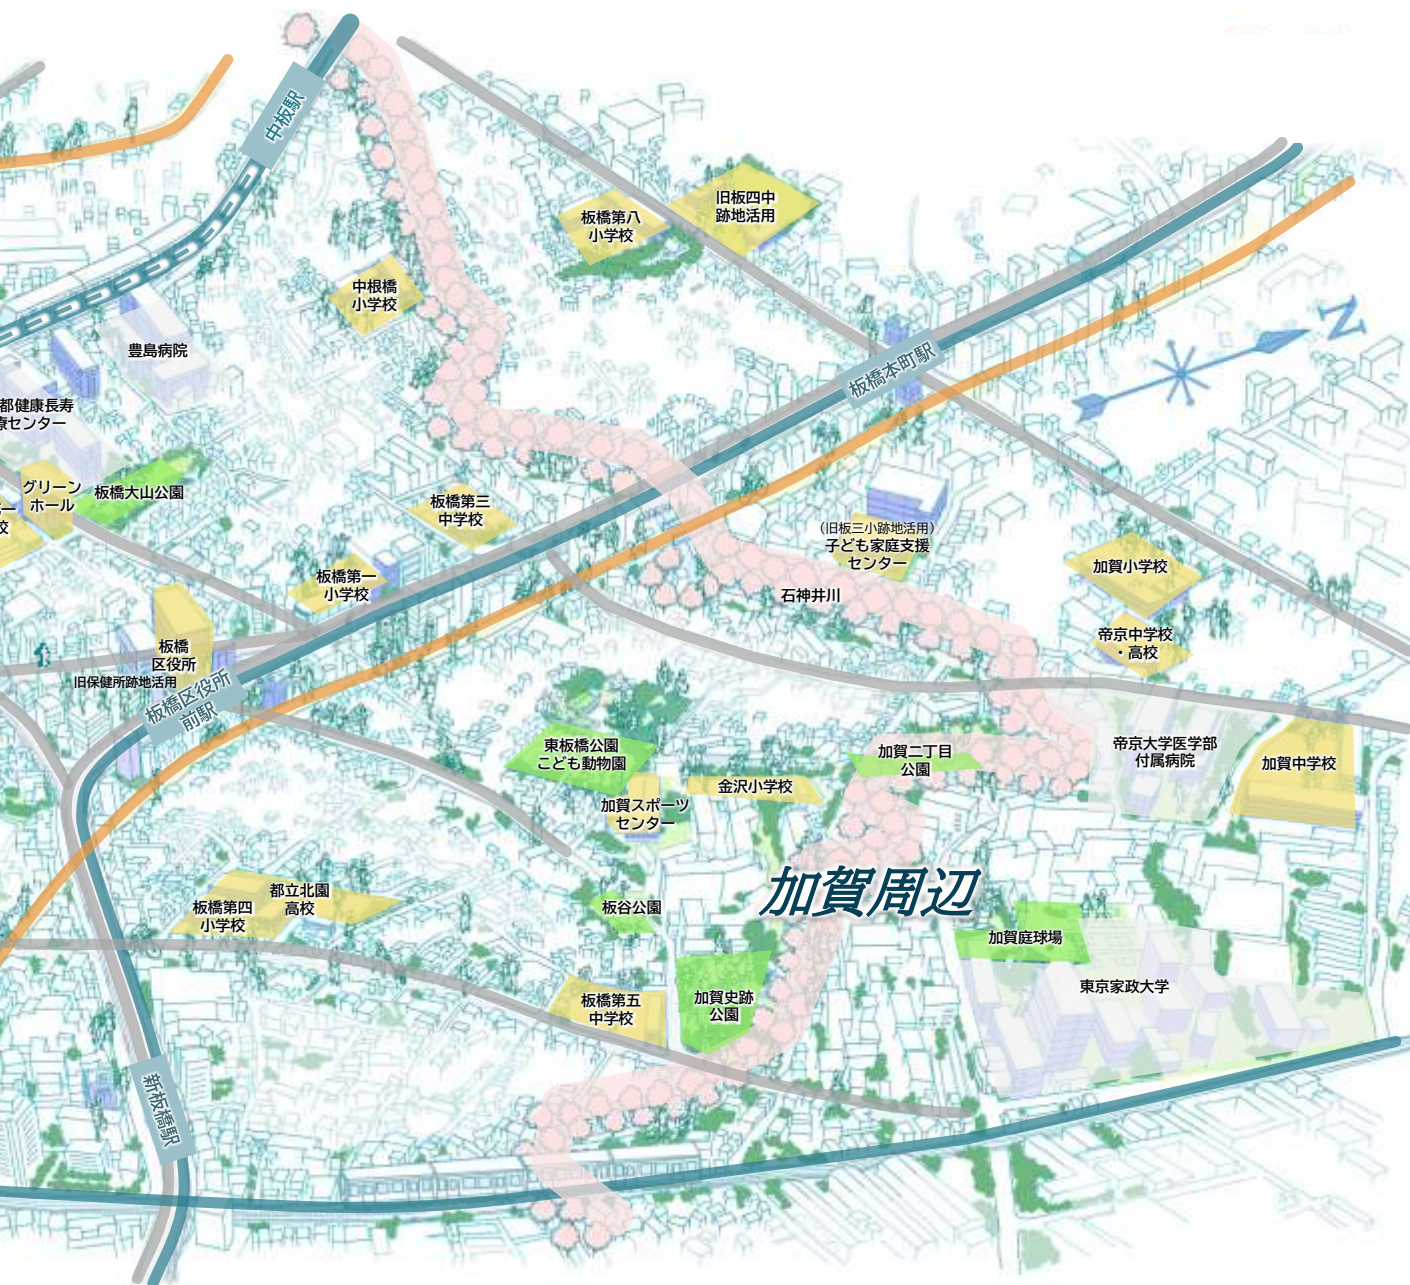 中板駅
旧板四中
跡地活用
板橋第八
小学校
中根橋
小学校
N
豊島病院
板橋本町駅
都健康長寿
療センター
グリーン
ホール
板橋大山公園
板橋第三
中学校
校
（旧板三小跡地活用）
子ども家庭支援
センター
板橋第一
小学校
石神井川
加賀小学校
帝京中学校
・高校
板橋
区役所
旧保健所跡地活用
板橋区役所
前駅
東板橋公園
こども動物園
加賀二丁目
公園
帝京大学医学部
付属病院
加賀中学校
金沢小学校
加賀スポーツ
センター
加賀周辺
都立北園
高校
板橋第四
小学校
板谷公園
加賀庭球場
東京家政大学
板橋第五
中学校
加賀史跡
公園
新板橋駅